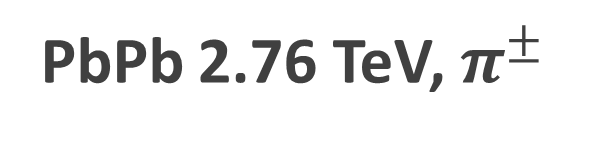 PbPb 2.76 TeV, π±